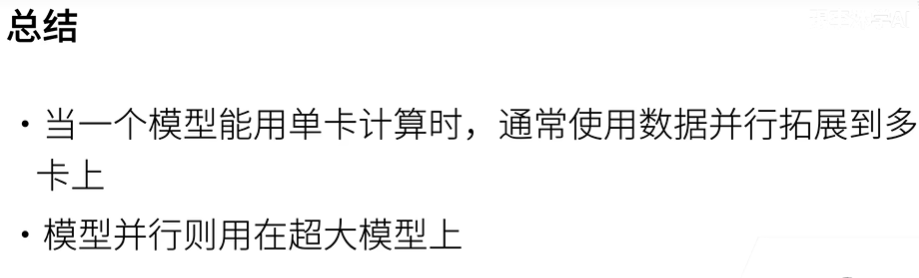 总结
• 当一个模型能用单卡计算时，通常使用数据并行拓展到多
卡上
• 模型并行则用在超大模型上